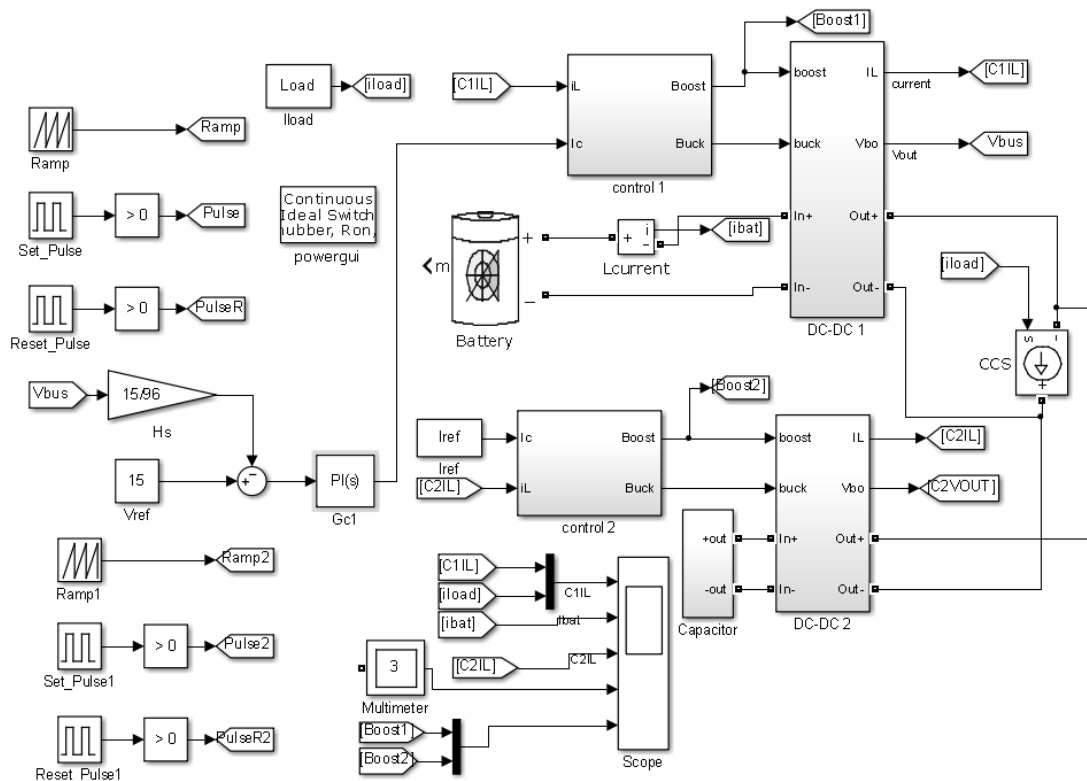 Load
Iload
[iload]
Ramp
Ramp
Set_Pulse
> 0
Pulse
Reset_Pulse
> 0
PulseR
Continuous
Ideal Switch
nubber, Ron,
powergui
[C1IL]
iL
Ic
Boost
Buck
control 1
[Boost1]
boost
buck
In+
In-
IL
Vbo
Out+
Out-
DC-DC 1
current
Vout
[C1IL]
Vbus
m
+
−
Battery
+
i
-
Lcurrent
[ibat]
[iload]
s
-
+
CCS
Vbus
15/96
Hs
15
Vref
+
−
PI(s)
Gc1
Iref
Iref
[C2IL]
Ic
iL
Boost
Buck
control 2
[Boost2]
boost
buck
In+
In-
IL
Vbo
Out+
Out-
DC-DC 2
[C2IL]
[C2VOUT]
+out
-out
Capacitor
Ramp1
Ramp2
Set_Pulse1
> 0
Pulse2
Reset_Pulse1
> 0
PulseR2
[C1IL]
[iload]
[ibat]
[C2IL]
C1IL
Ibat
C2IL
3
Multimeter
[Boost1]
[Boost2]
Scope